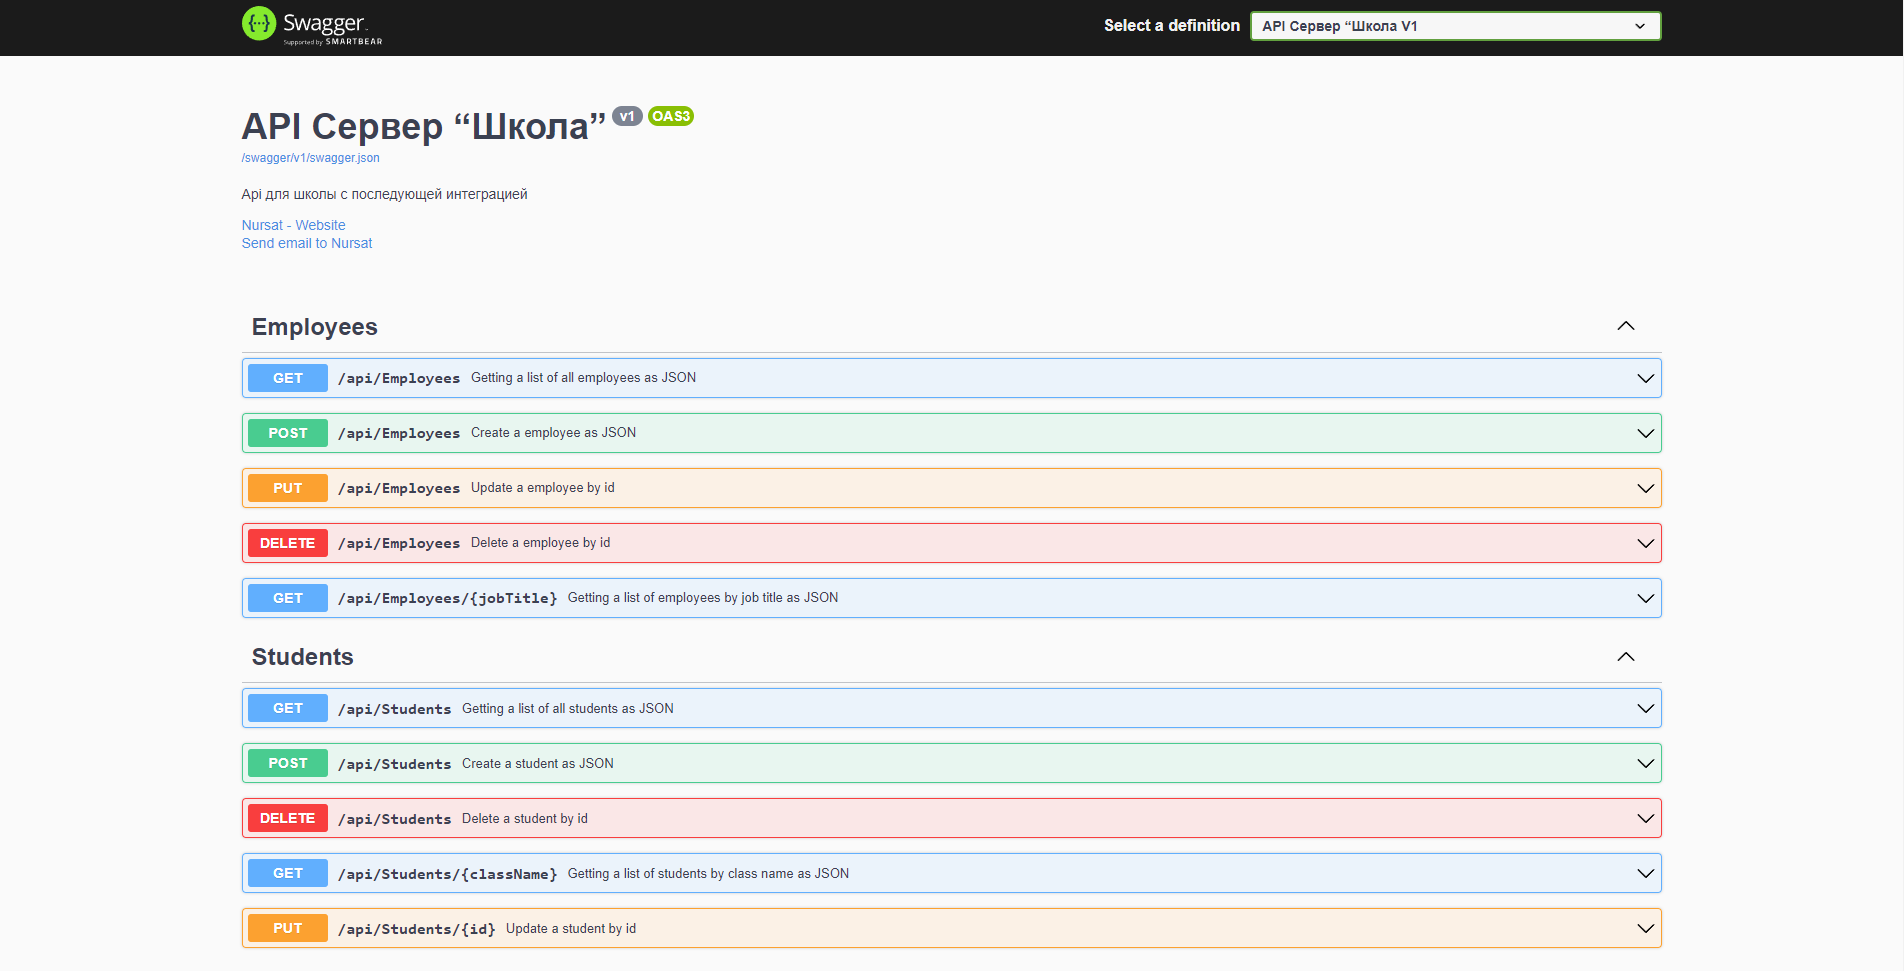 Swagger
Supported by SMARTBEAR
Select a definition
API Сервер “Школа V1
API Сервер “Школа” v1 OAS3
/swagger/v1/swagger.json
Api для школы с последующей интеграцией
Nursat - Website
Send email to Nursat
Employees
GET /api/Employees Getting a list of all employees as JSON
POST /api/Employees Create a employee as JSON
PUT /api/Employees Update a employee by id
DELETE /api/Employees Delete a employee by id
GET /api/Employees/{jobTitle} Getting a list of employees by job title as JSON
Students
GET /api/Students Getting a list of all students as JSON
POST /api/Students Create a student as JSON
DELETE /api/Students Delete a student by id
GET /api/Students/{className} Getting a list of students by class name as JSON
PUT /api/Students/{id} Update a student by id